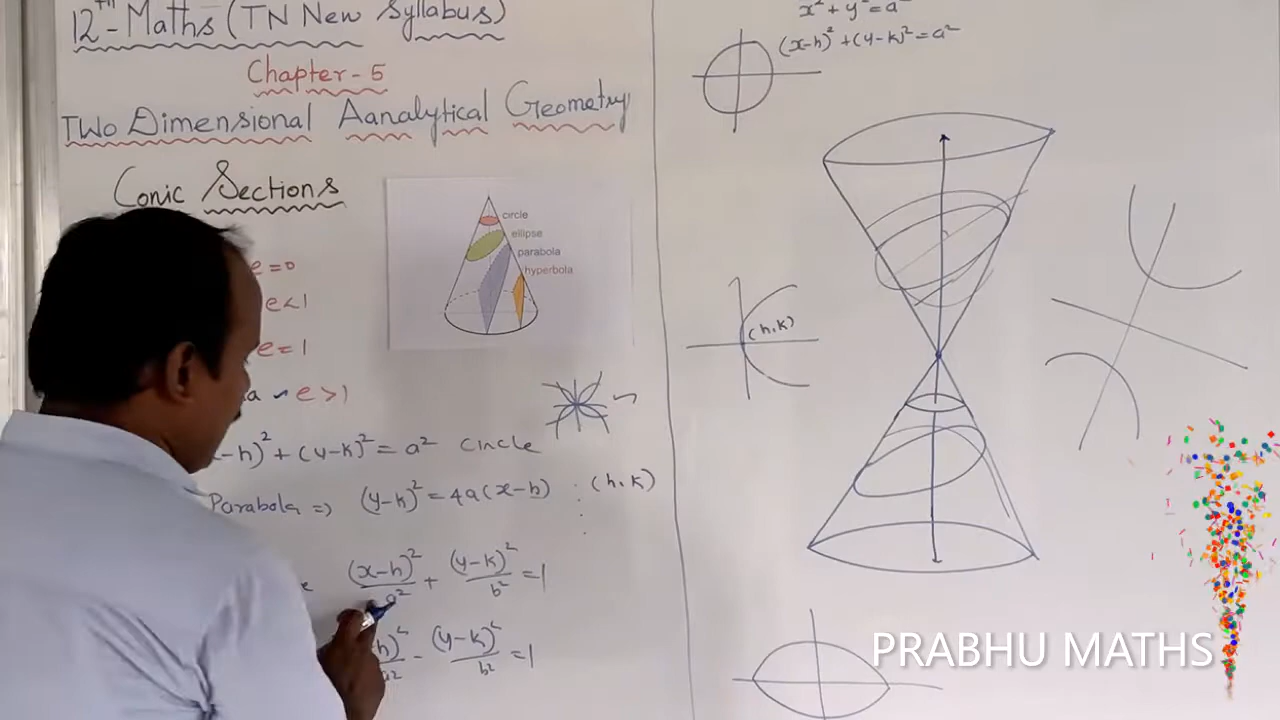 12th - Maths (TN New Syllabus)
Chapter - 5
Two Dimensional Aanalytical Geometry
Conic Sections
circle
ellipse
parabola
hyperbola
e = 0
e < 1
e = 1
a - e > 1
-h)² + (y-k)² = a² Circle
Parabola => (y-k)² = 4a(x-h) : (h, k)
(x-h)²/a² + (y-k)²/b² = 1
h)²/a² - (y-k)²/b² = 1
x² + y² = a²
(x-h)² + (y-k)² = a²
(h, k)
PRABHU MATHS